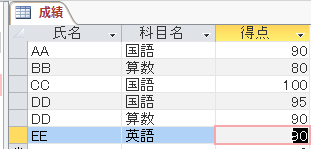 成績
氏名 科目名 得点
AA 国語 90
BB 算数 80
CC 国語 100
DD 国語 95
DD 算数 90
EE 英語 90